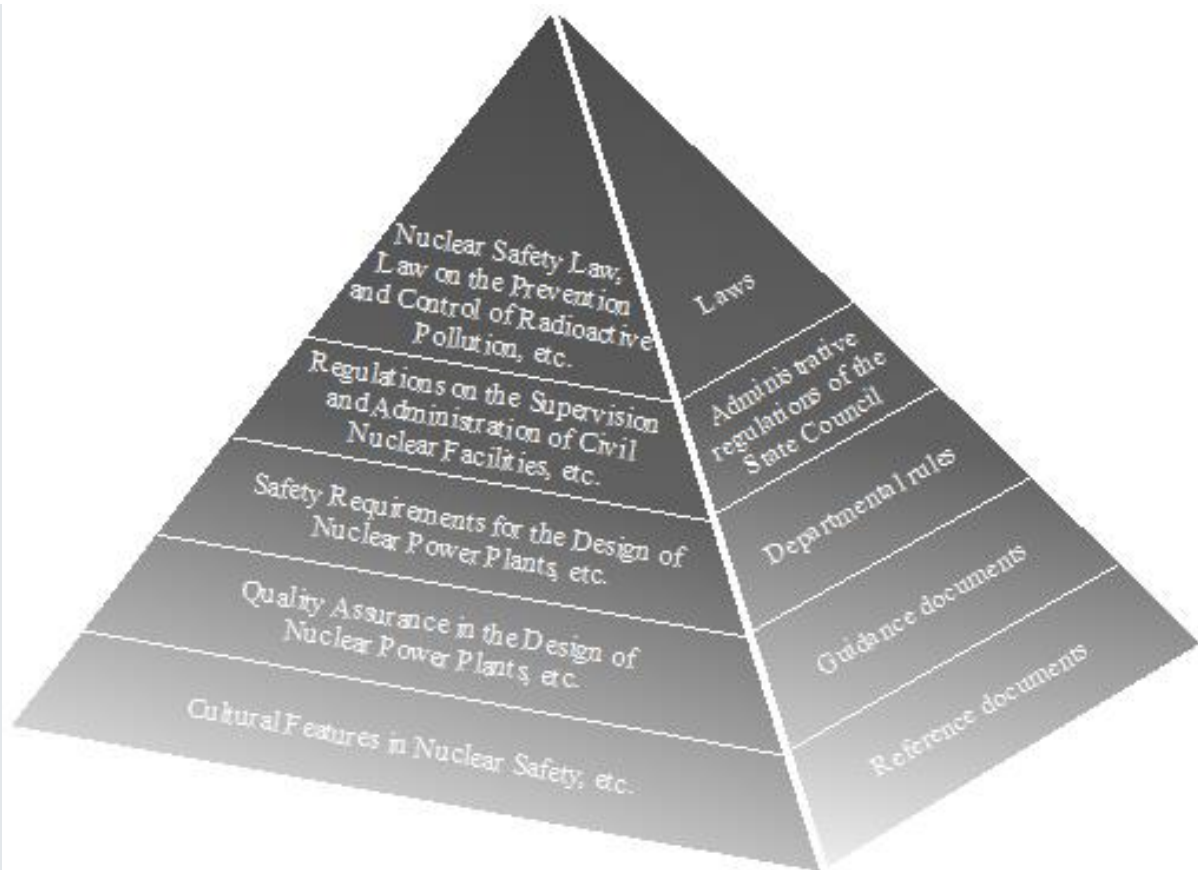 Nuclear Safety Law,
Law on the Prevention
and Control of Radioactive
Pollution, etc.
Laws
Regulations on the Supervision
and Administration of Civil
Nuclear Facilities, etc.
Administrative
regulations of the
State Council
Safety Requirements for the Design of
Nuclear Power Plants, etc.
Departmental rules
Quality Assurance in the Design of
Nuclear Power Plants, etc.
Guidance documents
Cultural Features in Nuclear Safety, etc.
Reference documents